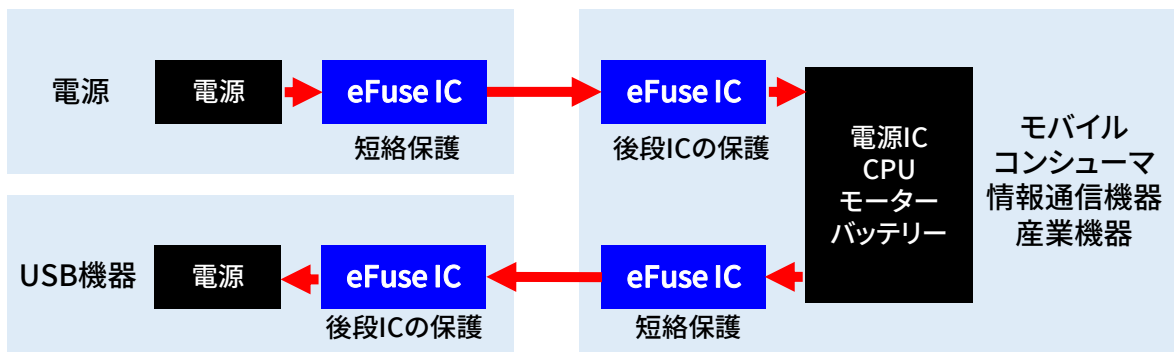 電源
電源
eFuse IC
短絡保護
eFuse IC
後段ICの保護
電源IC
CPU
モーター
バッテリー
モバイル
コンシューマ
情報通信機器
産業機器
USB機器
電源
eFuse IC
後段ICの保護
eFuse IC
短絡保護